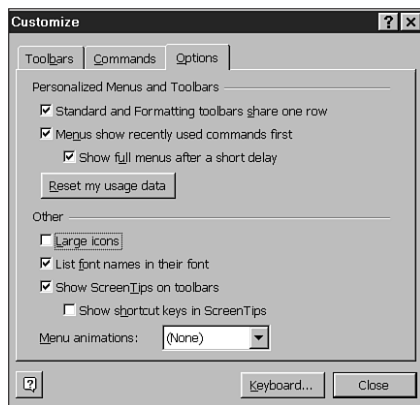 Customize
Toolbars Commands Options
Personalized Menus and Toolbars
Standard and Formatting toolbars share one row
Menus show recently used commands first
Show full menus after a short delay
Reset my usage data
Other
Large icons
List font names in their font
Show ScreenTips on toolbars
Show shortcut keys in ScreenTips
Menu animations: (None)
Keyboard... Close